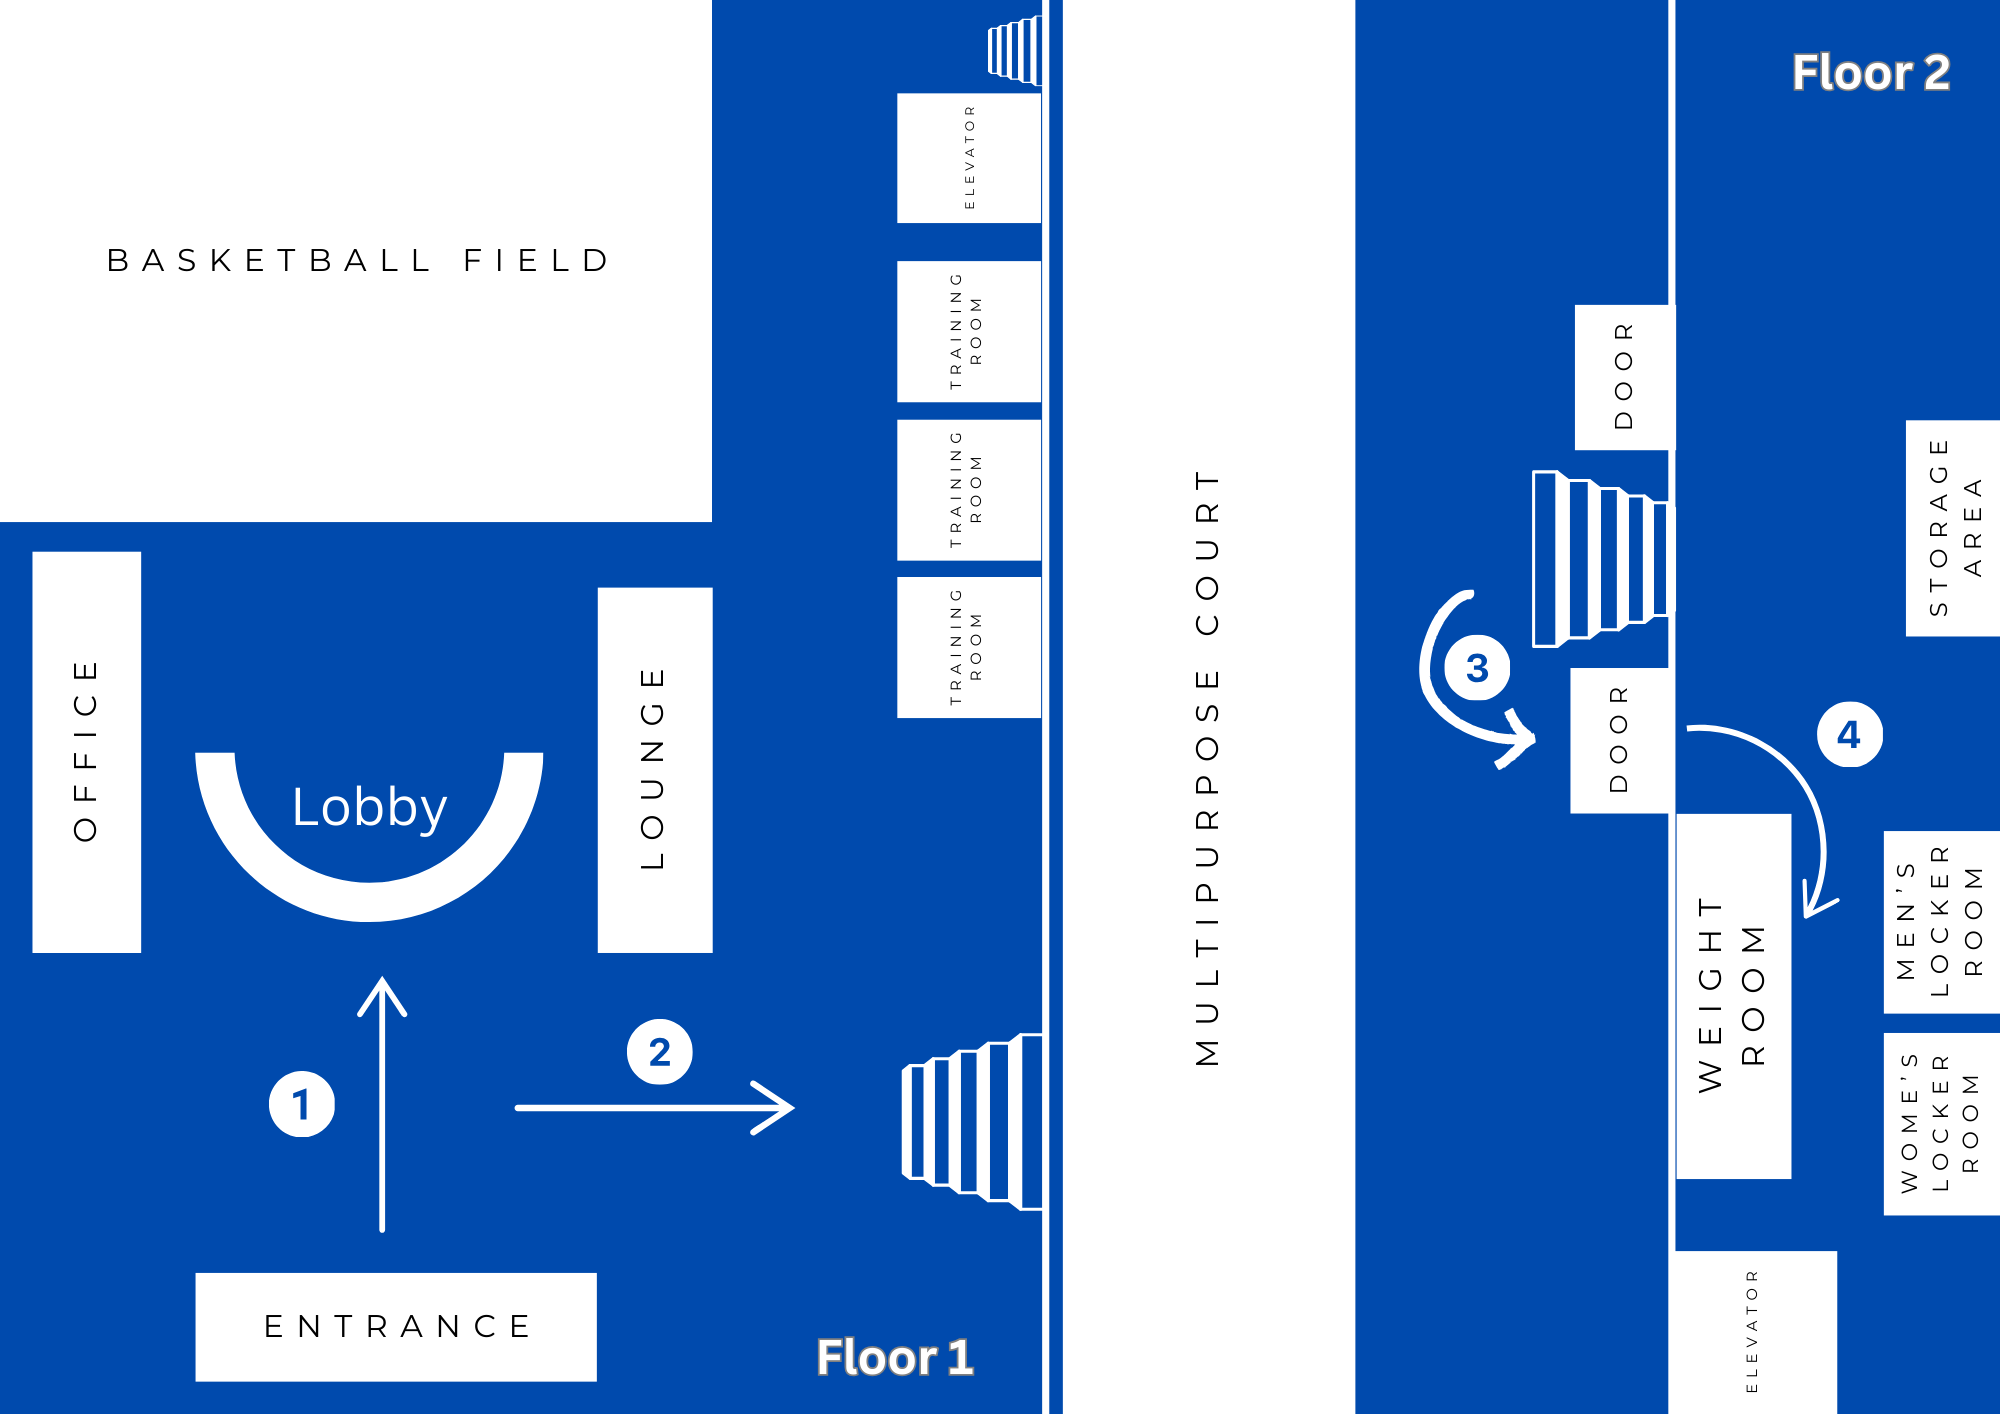 BASKETBALL FIELD
ELEVATOR
TRAINING
ROOM
TRAINING
ROOM
TRAINING
ROOM
OFFICE
Lobby
LOUNGE
1
2
ENTRANCE
Floor 1
MULTIPURPOSE COURT
Floor 2
DOOR
STORAGE
AREA
3
DOOR
4
WEIGHT
ROOM
MEN'S
LOCKER
ROOM
WOME'S
LOCKER
ROOM
ELEVATOR